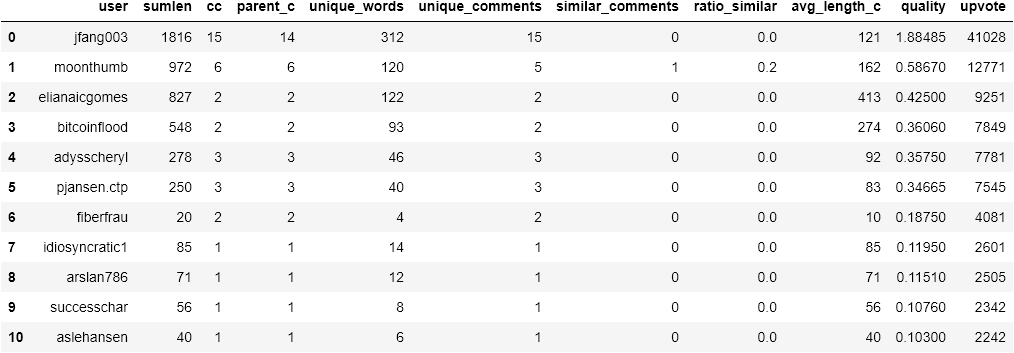 user sumlen cc parent_c unique_words unique_comments similar_comments ratio_similar avg_length_c quality upvote
0 jfang003 1816 15 14 312 15 0 0.0 121 1.88485 41028
1 moonthumb 972 6 6 120 5 1 0.2 162 0.58670 12771
2 elianaicgomes 827 2 2 122 2 0 0.0 413 0.42500 9251
3 bitcoinflood 548 2 2 93 2 0 0.0 274 0.36060 7849
4 adysscheryl 278 3 3 46 3 0 0.0 92 0.35750 7781
5 pjansen.ctp 250 3 3 40 3 0 0.0 83 0.34665 7545
6 fiberfrau 20 2 2 4 2 0 0.0 10 0.18750 4081
7 idiosyncratic1 85 1 1 14 1 0 0.0 85 0.11950 2601
8 arslan786 71 1 1 12 1 0 0.0 71 0.11510 2505
9 successchar 56 1 1 8 1 0 0.0 56 0.10760 2342
10 aslehansen 40 1 1 6 1 0 0.0 40 0.10300 2242